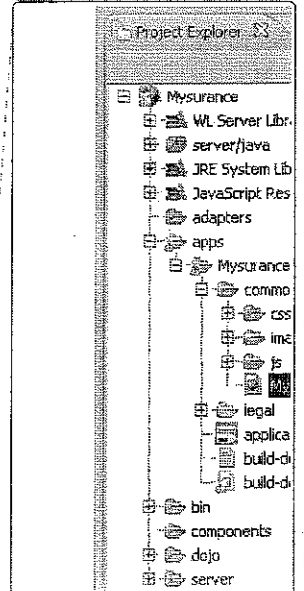 Project Explorer
Mysurance
WL Server Libr
server/java
JRE System Lib
JavaScript Res
adapters
apps
Mysurance
commo
css
ima
js
legal
applica
build-d
build-d
bin
components
dojo
server